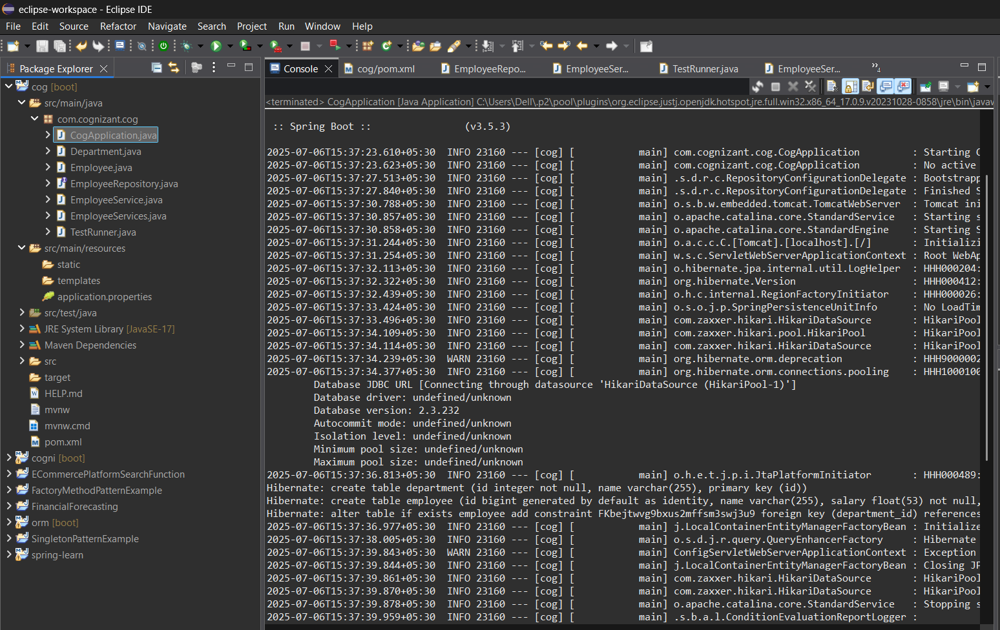 eclipse-workspace - Eclipse IDE
File Edit Source Refactor Navigate Search Project Run Window Help
Package Explorer
cog [boot]
src/main/java
com.cognizant.cog
CogApplication.java
Department.java
Employee.java
EmployeeRepository.java
EmployeeService.java
EmployeeServices.java
TestRunner.java
src/main/resources
static
templates
application.properties
src/test/java
JRE System Library [JavaSE-17]
Maven Dependencies
src
target
HELP.md
mvnw
mvnw.cmd
pom.xml
cogni [boot]
ECommercePlatformSearchFunction
FactoryMethodPatternExample
FinancialForecasting
orm [boot]
SingletonPatternExample
spring-learn
Console cog/pom.xml EmployeeRepo... EmployeeSer... TestRunner.java EmployeeSer... »4
<terminated> CogApplication [Java Application] C:\Users\Dell\.p2\pool\plugins\org.eclipse.justj.openjdk.hotspot.jre.full.win32.x86_64_17.0.9.v20231028-0858\jre\bin\javaw
:: Spring Boot :: (v3.5.3)
2025-07-06T15:37:23.610+05:30 INFO 23160 --- [cog] [ main] com.cognizant.cog.CogApplication : Starting C
2025-07-06T15:37:23.623+05:30 INFO 23160 --- [cog] [ main] com.cognizant.cog.CogApplication : No active
2025-07-06T15:37:27.513+05:30 INFO 23160 --- [cog] [ main] .s.d.r.c.RepositoryConfigurationDelegate : Bootstrapp
2025-07-06T15:37:27.840+05:30 INFO 23160 --- [cog] [ main] .s.d.r.c.RepositoryConfigurationDelegate : Finished S
2025-07-06T15:37:30.788+05:30 INFO 23160 --- [cog] [ main] o.s.b.w.embedded.tomcat.TomcatWebServer : Tomcat ini
2025-07-06T15:37:30.857+05:30 INFO 23160 --- [cog] [ main] o.apache.catalina.core.StandardService : Starting s
2025-07-06T15:37:30.858+05:30 INFO 23160 --- [cog] [ main] o.apache.catalina.core.StandardEngine : Starting S
2025-07-06T15:37:31.244+05:30 INFO 23160 --- [cog] [ main] o.a.c.c.C.[Tomcat].[localhost].[/] : Initializi
2025-07-06T15:37:31.254+05:30 INFO 23160 --- [cog] [ main] w.s.c.ServletWebServerApplicationContext : Root WebAp
2025-07-06T15:37:32.113+05:30 INFO 23160 --- [cog] [ main] o.hibernate.jpa.internal.util.LogHelper : HHH000204:
2025-07-06T15:37:32.322+05:30 INFO 23160 --- [cog] [ main] org.hibernate.Version : HHH000412:
2025-07-06T15:37:32.439+05:30 INFO 23160 --- [cog] [ main] o.h.c.internal.RegionFactoryInitiator : HHH000026:
2025-07-06T15:37:33.424+05:30 INFO 23160 --- [cog] [ main] o.s.o.j.p.SpringPersistenceUnitInfo : No LoadTim
2025-07-06T15:37:33.496+05:30 INFO 23160 --- [cog] [ main] com.zaxxer.hikari.HikariDataSource : HikariPool
2025-07-06T15:37:34.109+05:30 INFO 23160 --- [cog] [ main] com.zaxxer.hikari.pool.HikariPool : HikariPool
2025-07-06T15:37:34.114+05:30 INFO 23160 --- [cog] [ main] com.zaxxer.hikari.HikariDataSource : HikariPool
2025-07-06T15:37:34.239+05:30 WARN 23160 --- [cog] [ main] org.hibernate.orm.deprecation : HHH9000002
2025-07-06T15:37:34.377+05:30 INFO 23160 --- [cog] [ main] org.hibernate.orm.connections.pooling : HHH1000100
Database JDBC URL [Connecting through datasource 'HikariDataSource (HikariPool-1)']
Database driver: undefined/unknown
Database version: 2.3.232
Autocommit mode: undefined/unknown
Isolation level: undefined/unknown
Minimum pool size: undefined/unknown
Maximum pool size: undefined/unknown
2025-07-06T15:37:36.813+05:30 INFO 23160 --- [cog] [ main] o.h.e.t.j.p.i.JtaPlatformInitiator : HHH000489:
Hibernate: create table department (id integer not null, name varchar(255), primary key (id))
Hibernate: create table employee (id bigint generated by default as identity, name varchar(255), salary float(53) not null,
Hibernate: alter table if exists employee add constraint FKbejtwvg9bxus2mffsm3swj3u9 foreign key (department_id) references
2025-07-06T15:37:36.977+05:30 INFO 23160 --- [cog] [ main] j.LocalContainerEntityManagerFactoryBean : Initialize
2025-07-06T15:37:38.005+05:30 INFO 23160 --- [cog] [ main] o.s.d.j.r.query.QueryEnhancerFactory : Hibernate
2025-07-06T15:37:39.843+05:30 WARN 23160 --- [cog] [ main] ConfigServletWebServerApplicationContext : Exception
2025-07-06T15:37:39.844+05:30 INFO 23160 --- [cog] [ main] j.LocalContainerEntityManagerFactoryBean : Closing JP
2025-07-06T15:37:39.861+05:30 INFO 23160 --- [cog] [ main] com.zaxxer.hikari.HikariDataSource : HikariPool
2025-07-06T15:37:39.870+05:30 INFO 23160 --- [cog] [ main] com.zaxxer.hikari.HikariDataSource : HikariPool
2025-07-06T15:37:39.878+05:30 INFO 23160 --- [cog] [ main] o.apache.catalina.core.StandardService : Stopping s
2025-07-06T15:37:39.959+05:30 INFO 23160 --- [cog] [ main] .s.b.a.l.ConditionEvaluationReportLogger :